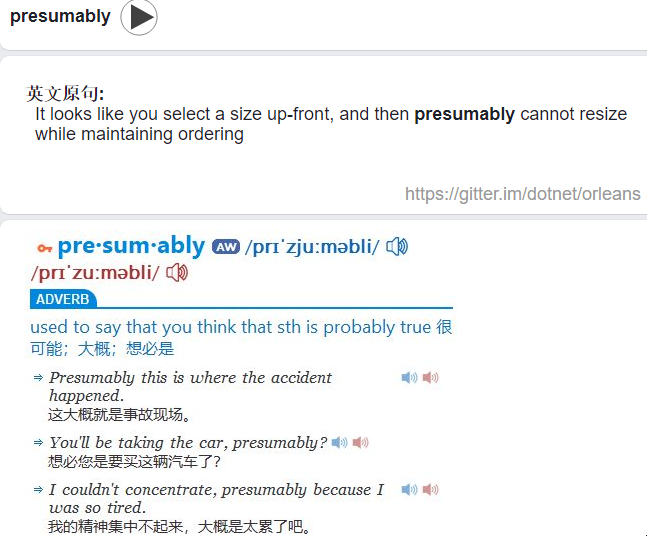 presumably
英文原句:
It looks like you select a size up-front, and then presumably cannot resize
while maintaining ordering
https://gitter.im/dotnet/orleans
pre·sum·ably AW /prɪˈzjuːməbli/
/prɪˈzuːməbli/
ADVERB
used to say that you think that sth is probably true 很
可能；大概；想必是
⇒ Presumably this is where the accident
happened.
这大概就是事故现场。
⇒ You'll be taking the car, presumably?
想必您是要买这辆汽车了？
⇒ I couldn't concentrate, presumably because I
was so tired.
我的精神集中不起来，大概是太累了吧。